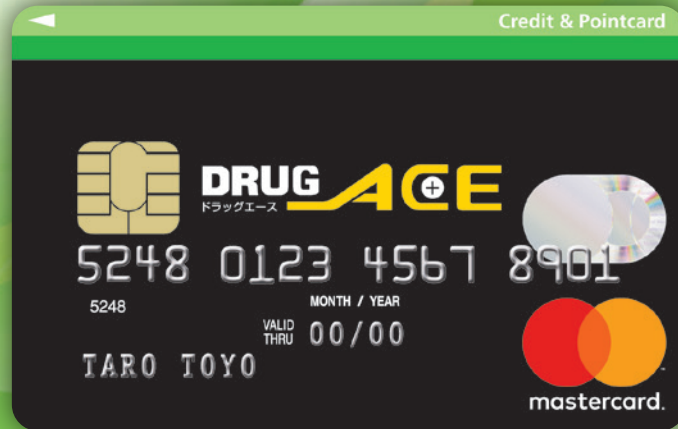 Credit & Pointcard
DRUG ACE
ドラッグエース
5248 0123 4567 8901
5248
MONTH / YEAR
VALID THRU 00/00
TARO TOYO
mastercard.